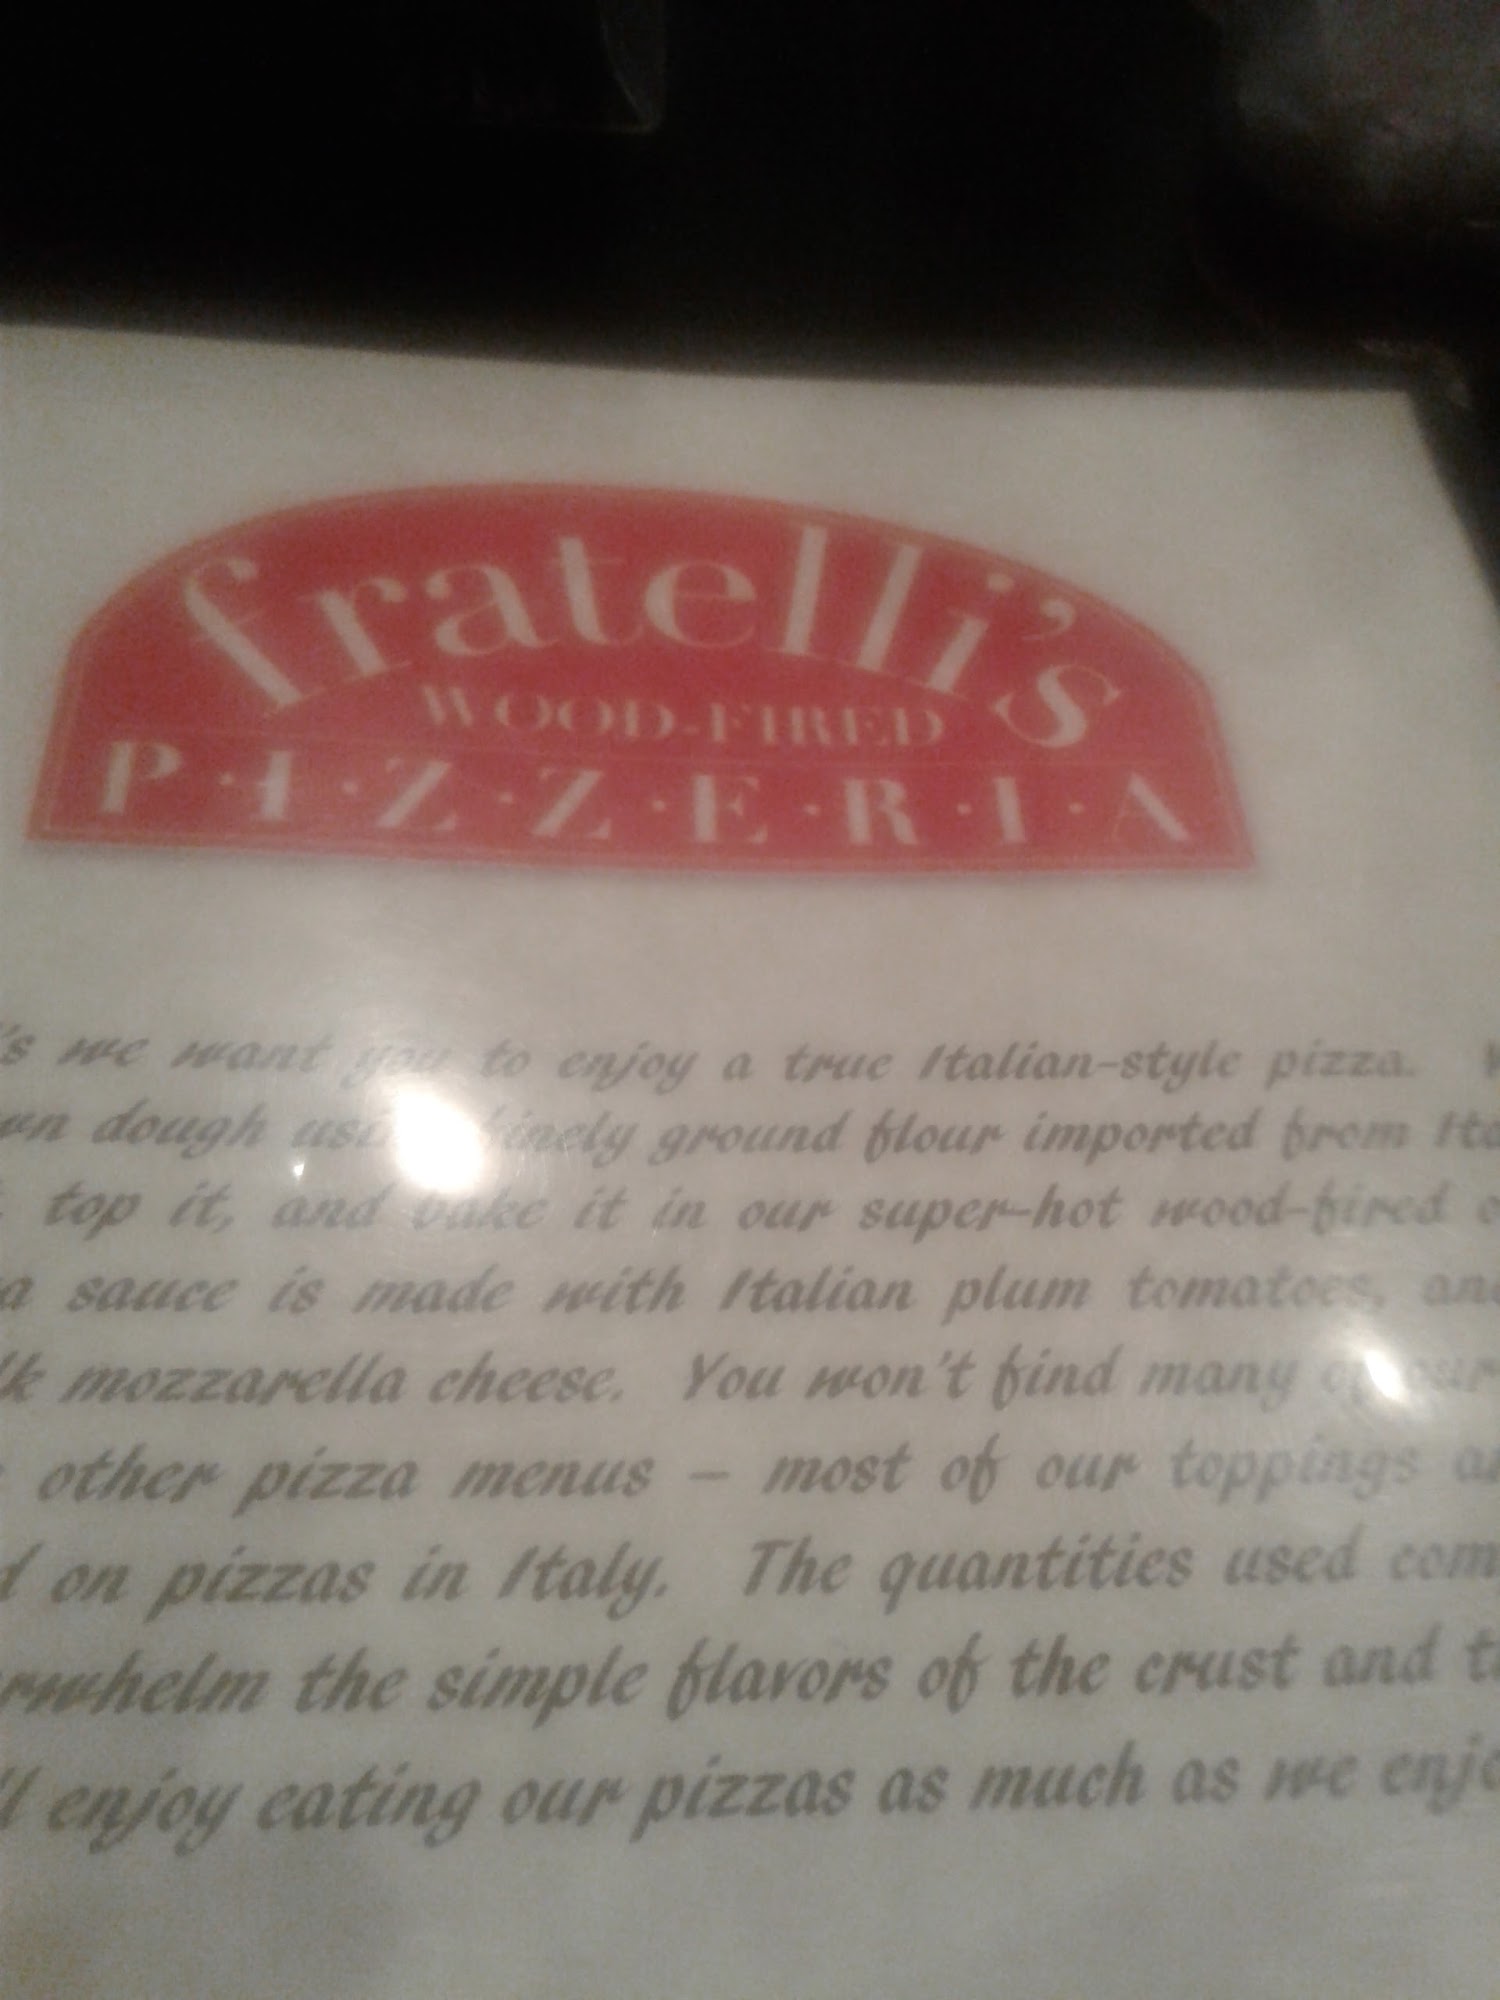 fratelli's
WOOD-FIRED
P·I·Z·Z·E·R·I·A
's we want you to enjoy a true Italian-style pizza.
dough finely ground flour imported from
top it, and bake it in our super-hot wood-fired
sauce is made with Italian plum tomatoes,
mozzarella cheese. You won't find many
other pizza menus – most of our toppings
on pizzas in Italy. The quantities used
the simple flavors of the crust and
enjoy eating our pizzas as much as we